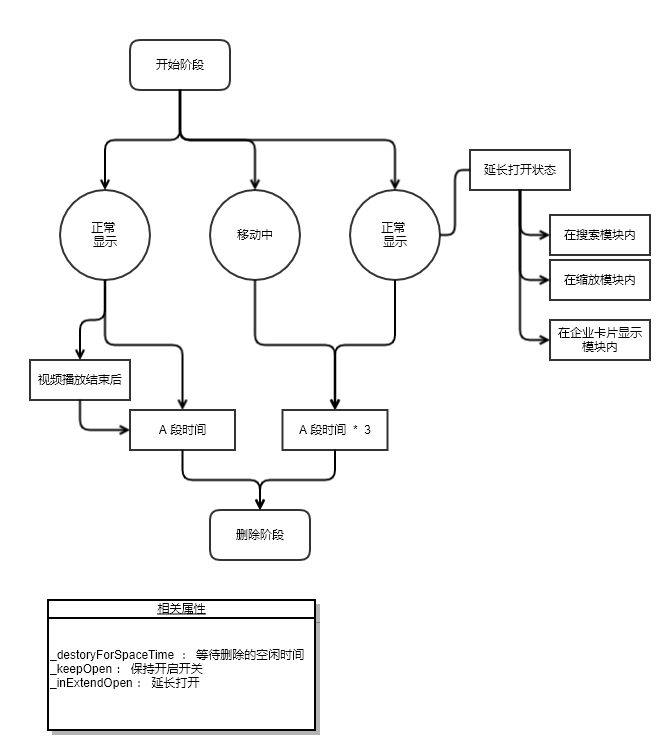 开始阶段
延长打开状态
正常
显示
移动中
正常
显示
在搜索模块内
在缩放模块内
在企业卡片显示
模块内
视频播放结束后
A 段时间
A 段时间 * 3
删除阶段
相关属性
_destoryForSpaceTime ： 等待删除的空闲时间
_keepOpen： 保持开启开关
_inExtendOpen： 延长打开